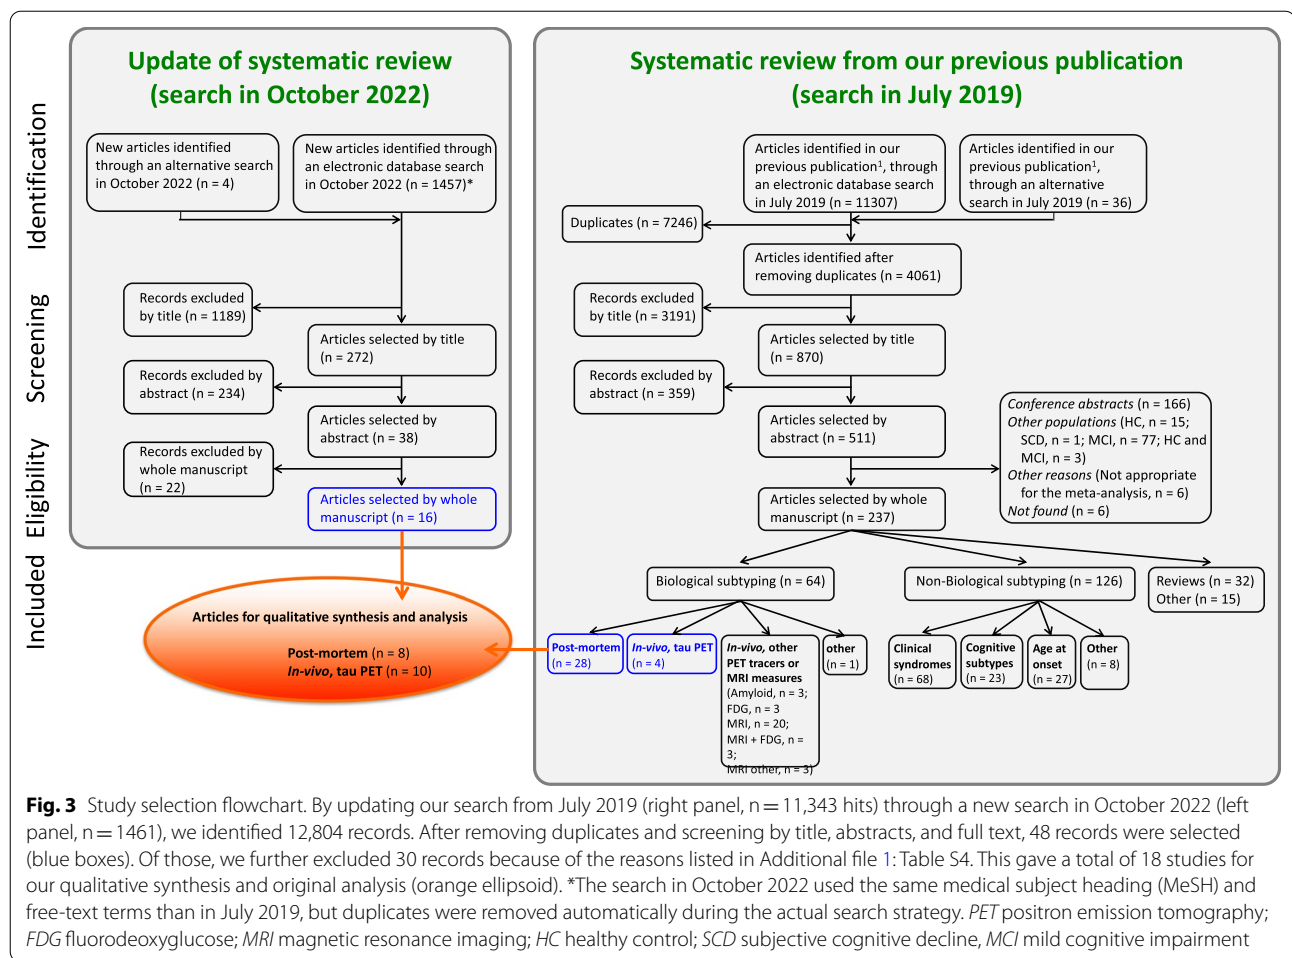 Update of systematic review
(search in October 2022)
New articles identified
through an alternative search
in October 2022 (n = 4)
New articles identified through
an electronic database search
in October 2022 (n = 1457)*
Records excluded
by title (n = 1189)
Articles selected by title
(n = 272)
Records excluded by
abstract (n = 234)
Articles selected by
abstract (n = 38)
Records excluded by
whole manuscript
(n = 22)
Articles selected by whole
manuscript (n = 16)
Identification
Screening
Eligibility
Included
Articles for qualitative synthesis and analysis
Post-mortem (n = 8)
In-vivo, tau PET (n = 10)
Systematic review from our previous publication
(search in July 2019)
Articles identified in our
previous publication¹, through
an electronic database search
in July 2019 (n = 11307)
Articles identified in our
previous publication¹,
through an alternative
search in July 2019 (n = 36)
Duplicates (n = 7246)
Articles identified after
removing duplicates (n = 4061)
Records excluded
by title (n = 3191)
Articles selected by title
(n = 870)
Records excluded by
abstract (n = 359)
Articles selected by
abstract (n = 511)
Conference abstracts (n = 166)
Other populations (HC, n = 15;
SCD, n = 1; MCI, n = 77; HC and
MCI, n = 3)
Other reasons (Not appropriate
for the meta-analysis, n = 6)
Not found (n = 6)
Articles selected by whole
manuscript (n = 237)
Biological subtyping (n = 64)
Non-Biological subtyping (n = 126)
Reviews (n = 32)
Other (n = 15)
Post-mortem
(n = 28)
In-vivo, tau PET
(n = 4)
In-vivo, other
PET tracers or
MRI measures
(Amyloid, n = 3;
FDG, n = 3
MRI, n = 20;
MRI + FDG, n =
3;
MRI other, n = 3)
other
(n = 1)
Clinical
syndromes
(n = 68)
Cognitive
subtypes
(n = 23)
Age at
onset
(n = 27)
Other
(n = 8)
Fig. 3 Study selection flowchart. By updating our search from July 2019 (right panel, n = 11,343 hits) through a new search in October 2022 (left
panel, n = 1461), we identified 12,804 records. After removing duplicates and screening by title, abstracts, and full text, 48 records were selected
(blue boxes). Of those, we further excluded 30 records because of the reasons listed in Additional file 1: Table S4. This gave a total of 18 studies for
our qualitative synthesis and original analysis (orange ellipsoid). *The search in October 2022 used the same medical subject heading (MeSH) and
free-text terms than in July 2019, but duplicates were removed automatically during the actual search strategy. PET positron emission tomography;
FDG fluorodeoxyglucose; MRI magnetic resonance imaging; HC healthy control; SCD subjective cognitive decline, MCI mild cognitive impairment